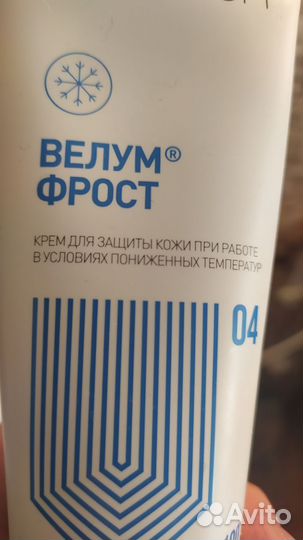 ВЕЛУМ®
ФРОСТ
КРЕМ ДЛЯ ЗАЩИТЫ КОЖИ ПРИ РАБОТЕ
В УСЛОВИЯХ ПОНИЖЕННЫХ ТЕМПЕРАТУР
04
Avito